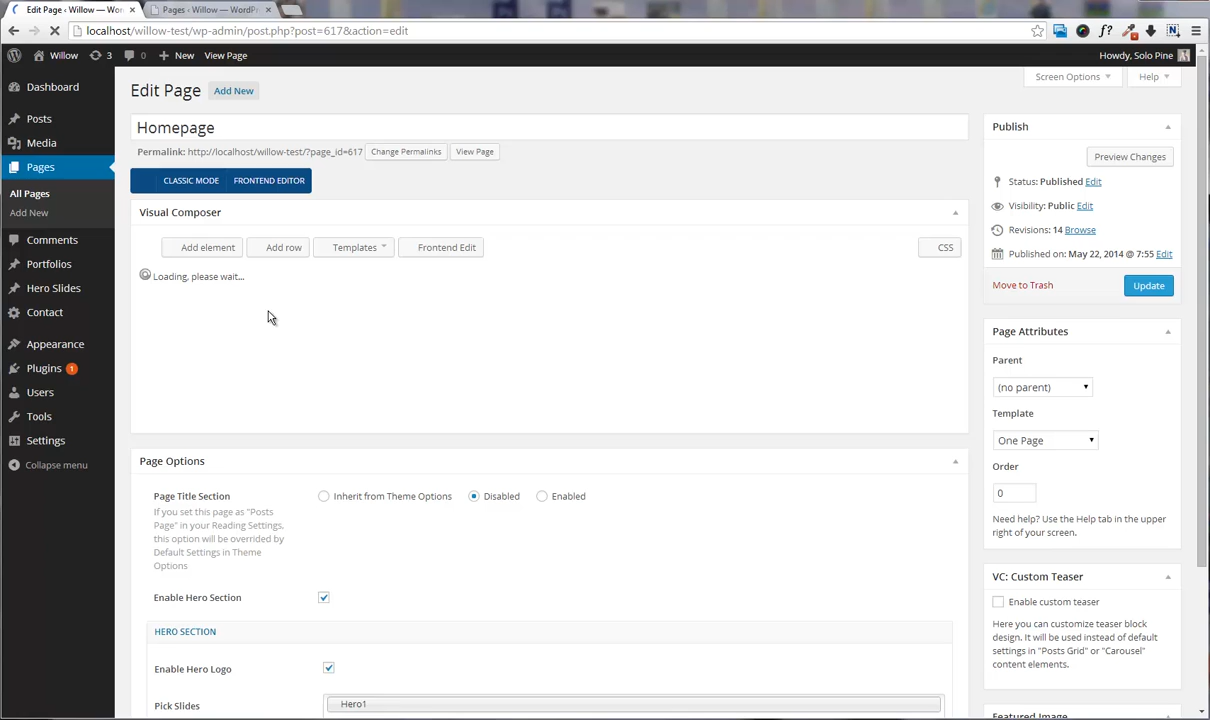 Edit Page ‹ Willow — Wor
Pages ‹ Willow — WordPr
localhost/willow-test/wp-admin/post.php?post=617&action=edit
Willow 3 0 New View Page Howdy, Solo Pine
Dashboard
Posts
Media
Pages
All Pages
Add New
Comments
Portfolios
Hero Slides
Contact
Appearance
Plugins 1
Users
Tools
Settings
Collapse menu
Screen Options Help
Edit Page Add New
Homepage
Permalink: http://localhost/willow-test/?page_id=617 Change Permalinks View Page
CLASSIC MODE FRONTEND EDITOR
Visual Composer
Add element Add row Templates Frontend Edit CSS
Loading, please wait...
Page Options
Page Title Section Inherit from Theme Options Disabled Enabled
If you set this page as "Posts
Page" in your Reading Settings,
this option will be overrided by
Default Settings in Theme
Options
Enable Hero Section
HERO SECTION
Enable Hero Logo
Pick Slides Hero1
Publish
Preview Changes
Status: Published Edit
Visibility: Public Edit
Revisions: 14 Browse
Published on: May 22, 2014 @ 7:55 Edit
Move to Trash Update
Page Attributes
Parent
(no parent)
Template
One Page
Order
0
Need help? Use the Help tab in the upper
right of your screen.
VC: Custom Teaser
Enable custom teaser
Here you can customize teaser block
design. It will be used instead of default
settings in "Posts Grid" or "Carousel"
content elements.
Featured Image